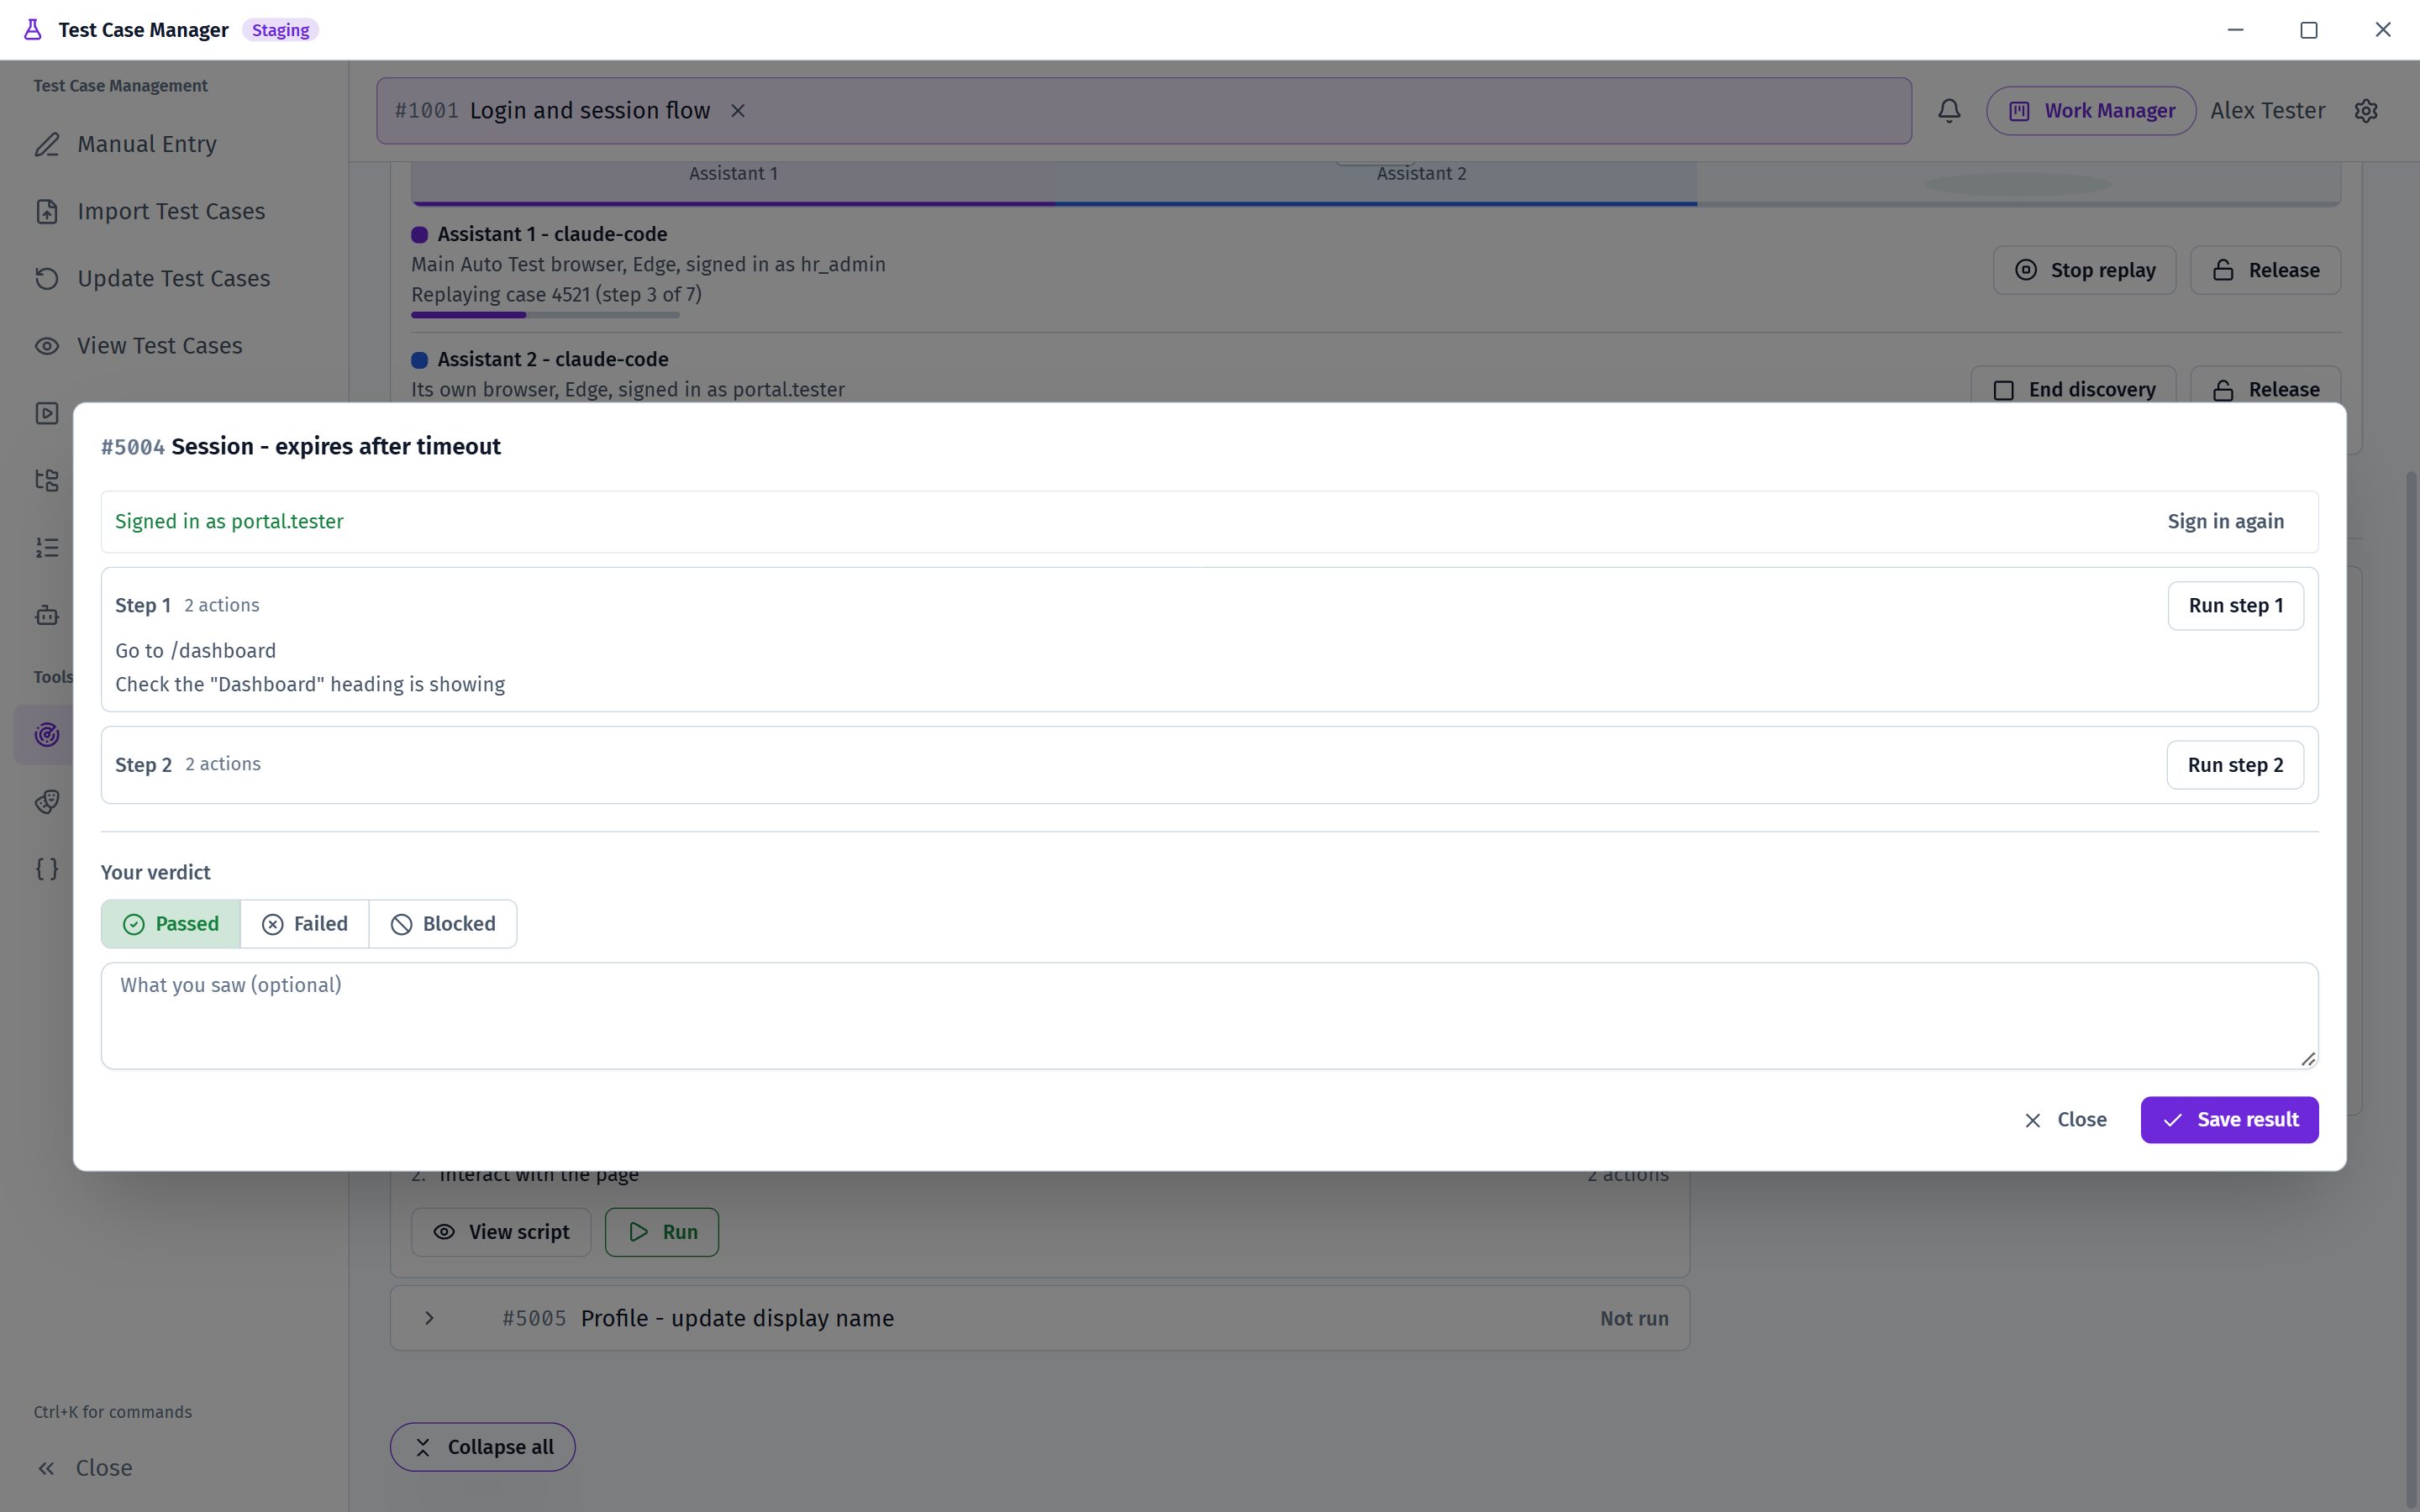 Test Case Manager Staging
Test Case Management
Manual Entry
Import Test Cases
Update Test Cases
View Test Cases
Tools
Ctrl+K for commands
Close
#1001 Login and session flow
Work Manager
Alex Tester
Assistant 1
Assistant 2
Assistant 1 - claude-code
Main Auto Test browser, Edge, signed in as hr_admin
Replaying case 4521 (step 3 of 7)
Stop replay
Release
Assistant 2 - claude-code
Its own browser, Edge, signed in as portal.tester
End discovery
Release
#5004 Session - expires after timeout
Signed in as portal.tester
Sign in again
Step 1 2 actions
Run step 1
Go to /dashboard
Check the "Dashboard" heading is showing
Step 2 2 actions
Run step 2
Your verdict
Passed
Failed
Blocked
What you saw (optional)
Close
Save result
2. Interact with the page
2 actions
View script
Run
#5005 Profile - update display name
Not run
Collapse all